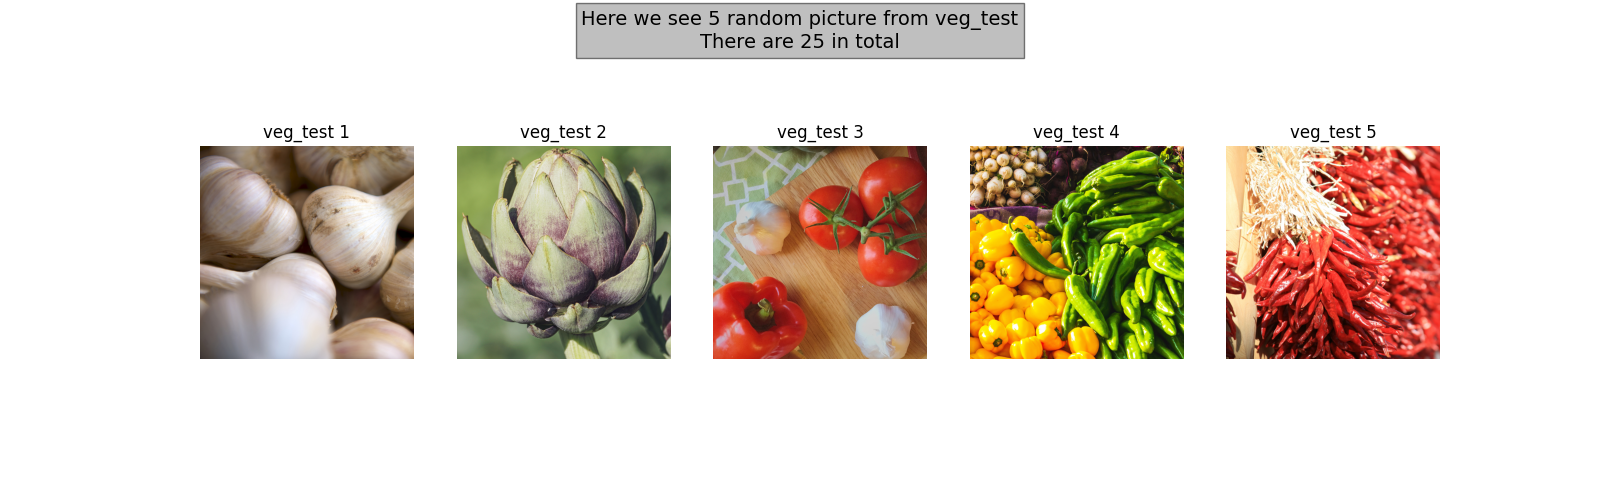 Here we see 5 random picture from veg_test
There are 25 in total
veg_test 1
veg_test 2
veg_test 3
veg_test 4
veg_test 5